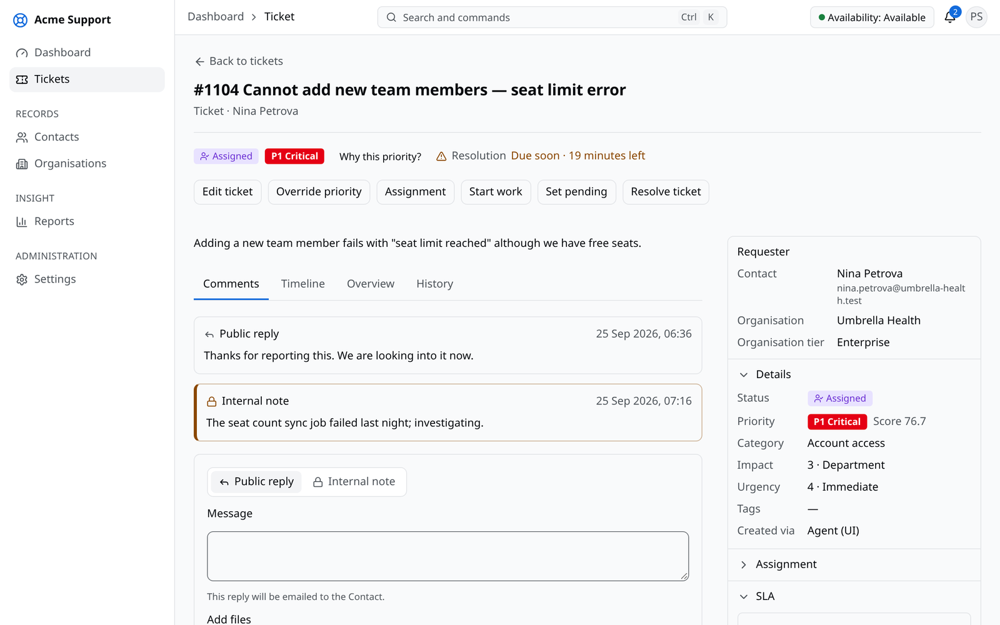 Acme Support
Dashboard
Tickets
RECORDS
Contacts
Organisations
INSIGHT
Reports
ADMINISTRATION
Settings
Dashboard > Ticket
Search and commands Ctrl K
Availability: Available
2
PS
Back to tickets
#1104 Cannot add new team members — seat limit error
Ticket · Nina Petrova
Assigned P1 Critical Why this priority? Resolution Due soon · 19 minutes left
Edit ticket Override priority Assignment Start work Set pending Resolve ticket
Adding a new team member fails with "seat limit reached" although we have free seats.
Comments Timeline Overview History
Public reply 25 Sep 2026, 06:36
Thanks for reporting this. We are looking into it now.
Internal note 25 Sep 2026, 07:16
The seat count sync job failed last night; investigating.
Public reply Internal note
Message
This reply will be emailed to the Contact.
Add files
Requester
Contact Nina Petrova
nina.petrova@umbrella-healt
h.test
Organisation Umbrella Health
Organisation tier Enterprise
Details
Status Assigned
Priority P1 Critical Score 76.7
Category Account access
Impact 3 · Department
Urgency 4 · Immediate
Tags —
Created via Agent (UI)
Assignment
SLA